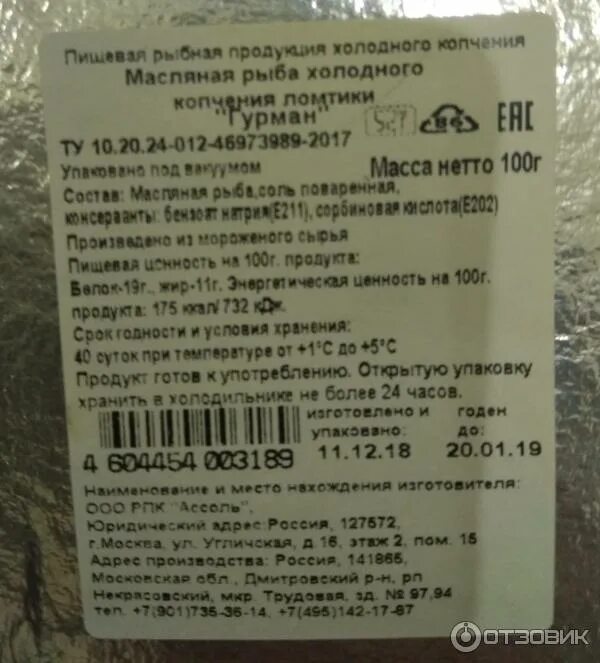 Пищевая рыбная продукция холодного копчения
Масляная рыба холодного
копчения ломтики
"Гурман"
ТУ 10.20.24-012-46973989-2017
EAC
Упаковано под вакуумом
Масса нетто 100г
Состав: Масляная рыба,соль поваренная,
консерванты: бензоат натрия(Е211), сорбиновая кислота(Е202)
Произведено из мороженого сырья
Пищевая ценность на 100г. продукта:
Белок-19г., жир-11г. Энергетическая ценность на 100г.
продукта: 175 ккал/ 732 кДж.
Срок годности и условия хранения:
40 суток при температуре от +1°С до +5°С
Продукт готов к употреблению. Открытую упаковку
хранить в холодильнике не более 24 часов.
изготовлено и годен
упаковано: до:
11.12.18 20.01.19
4 604454 003189
Наименование и место нахождения изготовителя:
ООО РПК "Ассоль",
Юридический адрес:Россия, 127572,
г.Москва, ул. Угличская, д.16, этаж 2, пом. 15
Адрес производства: Россия, 141865,
Московская обл., Дмитровский р-н, рп
Некрасовский, мкр. Трудовая, зд. № 97,94
тел. +7(901)735-36-14, +7(495)142-17-87
ОТЗОВИК